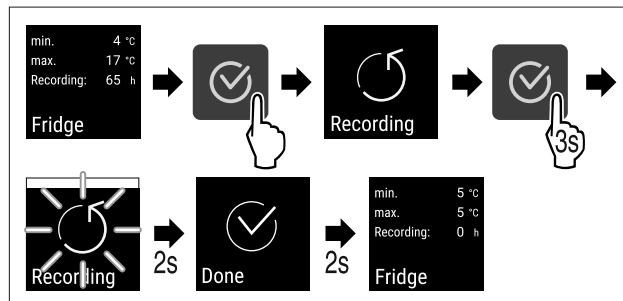 min. 4 °C
max. 17 °C
Recording: 65 h
Fridge
Recording
3s
Recording
2s
Done
2s
min. 5 °C
max. 5 °C
Recording: 0 h
Fridge